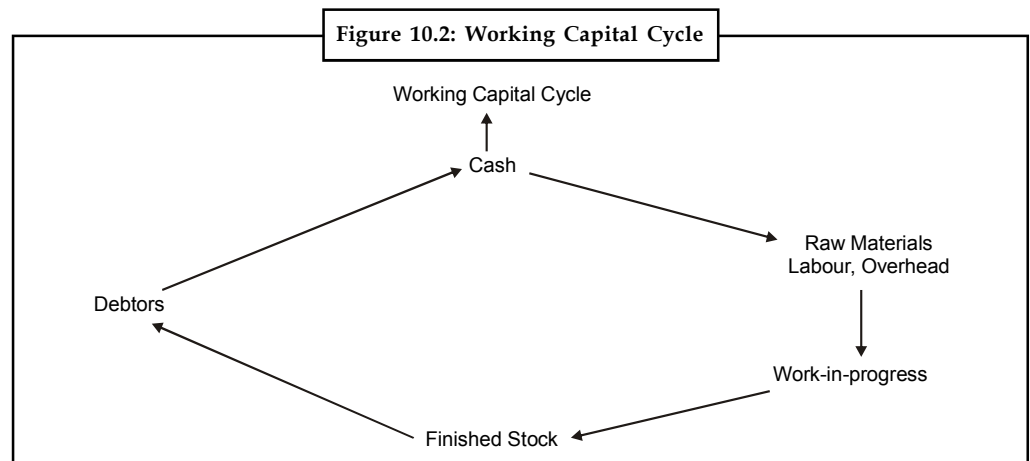 Figure 10.2: Working Capital Cycle
Working Capital Cycle
Cash
Raw Materials
Labour, Overhead
Debtors
Work-in-progress
Finished Stock